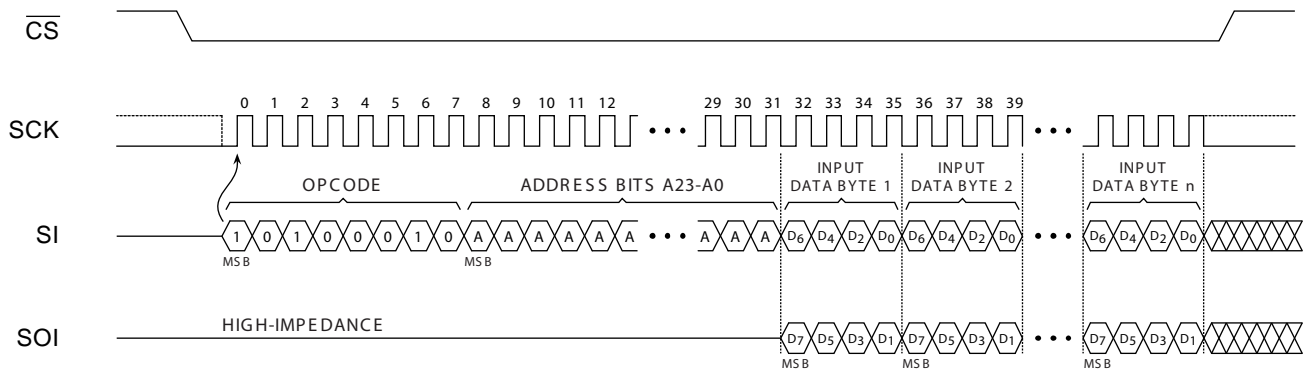 CS
0 1 2 3 4 5 6 7 8 9 10 11 12 29 30 31 32 33 34 35 36 37 38 39
SCK
OPCODE ADDRESS BITS A23-A0 INPUT DATA BYTE 1 INPUT DATA BYTE 2 INPUT DATA BYTE n
SI 1 0 1 0 0 0 1 0 A A A A A A A A A D6 D4 D2 D0 D6 D4 D2 D0 D6 D4 D2 D0
MSB MSB
HIGH-IMPEDANCE
SOI D7 D5 D3 D1 D7 D5 D3 D1 D7 D5 D3 D1
MSB MSB MSB